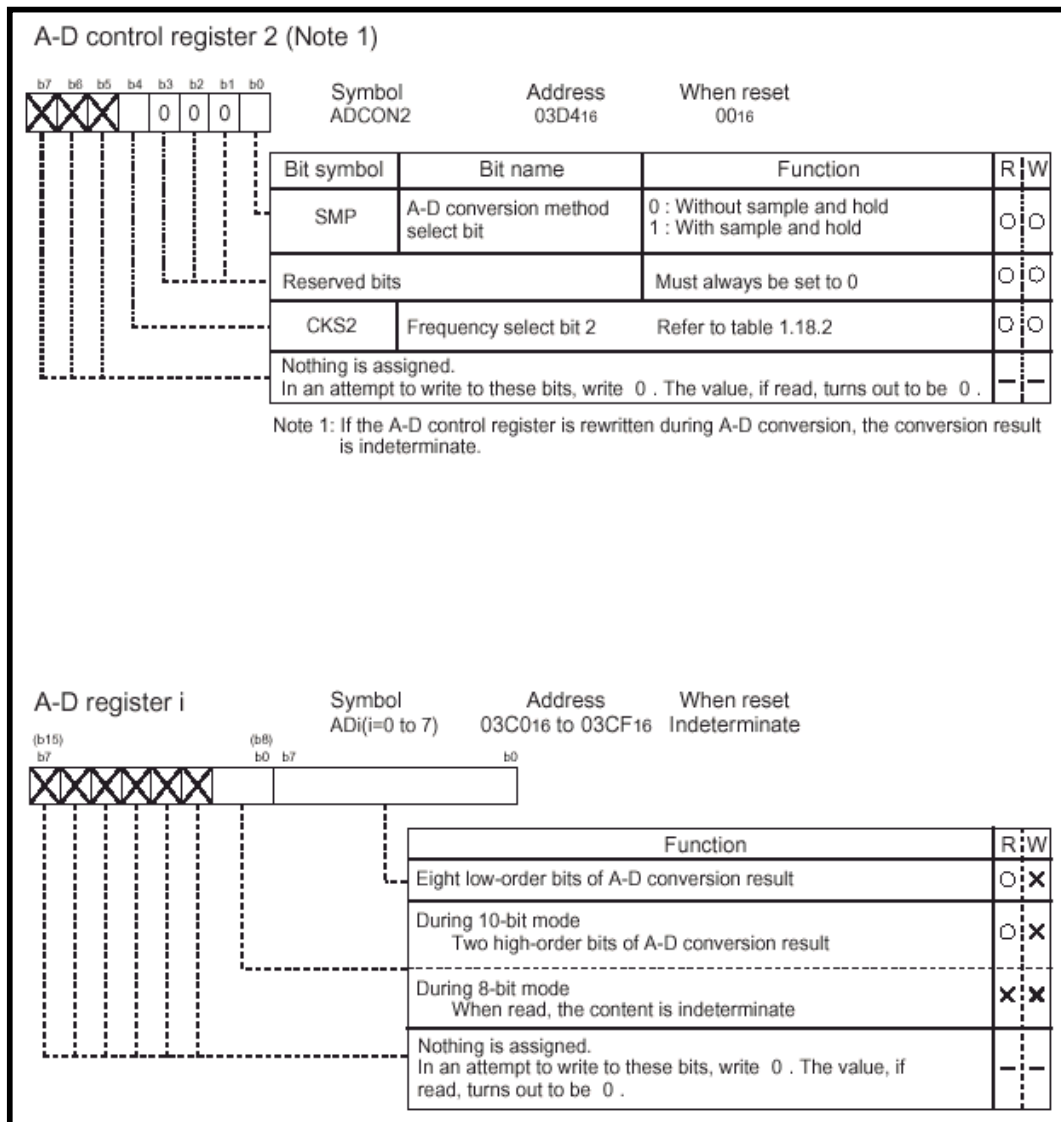 A-D control register 2 (Note 1)
b7 b6 b5 b4 b3 b2 b1 b0
0 0 0
Symbol Address When reset
ADCON2 03D416 0016
Bit symbol Bit name Function R W
SMP A-D conversion method select bit 0 : Without sample and hold
1 : With sample and hold
Reserved bits Must always be set to 0
CKS2 Frequency select bit 2 Refer to table 1.18.2
Nothing is assigned.
In an attempt to write to these bits, write 0 . The value, if read, turns out to be 0 .
Note 1: If the A-D control register is rewritten during A-D conversion, the conversion result
is indeterminate.
A-D register i
Symbol Address When reset
ADi(i=0 to 7) 03C016 to 03CF16 Indeterminate
(b15) (b8)
b7 b0 b7 b0
Function R W
Eight low-order bits of A-D conversion result
During 10-bit mode
Two high-order bits of A-D conversion result
During 8-bit mode
When read, the content is indeterminate
Nothing is assigned.
In an attempt to write to these bits, write 0 . The value, if
read, turns out to be 0 .